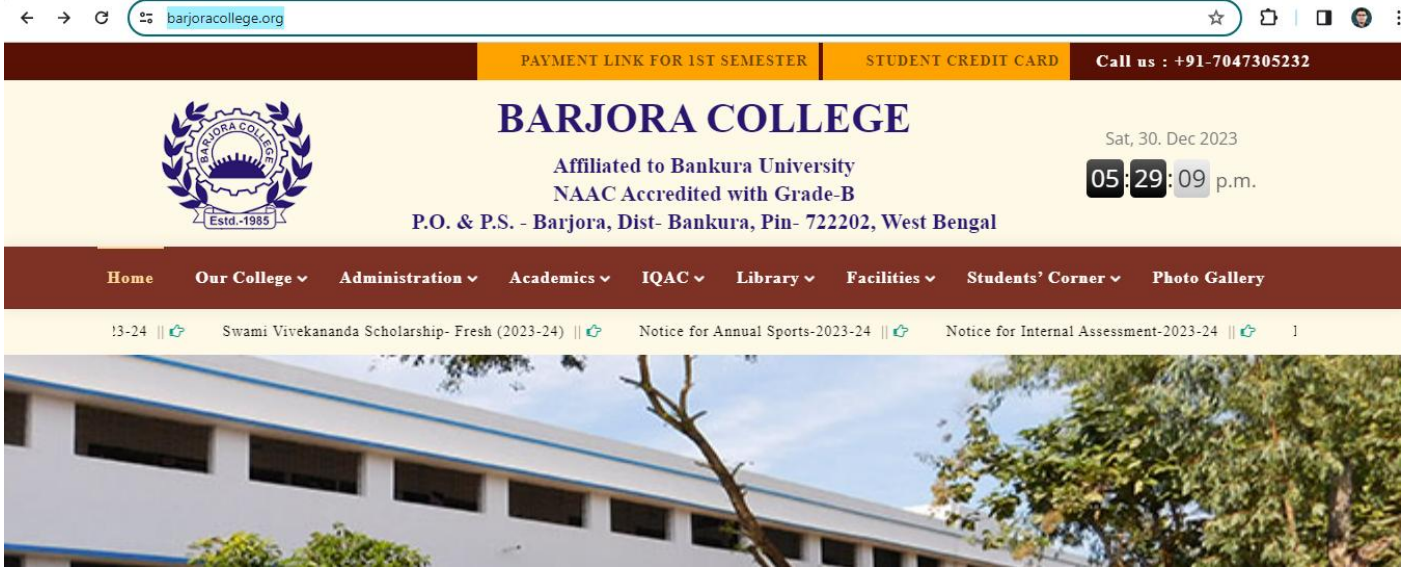 barjoracollege.org
PAYMENT LINK FOR 1ST SEMESTER STUDENT CREDIT CARD Call us : +91-7047305232
BARJORA COLLEGE
Estd.-1985
BARJORA COLLEGE
Affiliated to Bankura University
NAAC Accredited with Grade-B
P.O. & P.S. - Barjora, Dist- Bankura, Pin- 722202, West Bengal
Sat, 30. Dec 2023
05:29:09 p.m.
Home Our College Administration Academics IQAC Library Facilities Students' Corner Photo Gallery
23-24 || Swami Vivekananda Scholarship- Fresh (2023-24) || Notice for Annual Sports-2023-24 || Notice for Internal Assessment-2023-24 ||